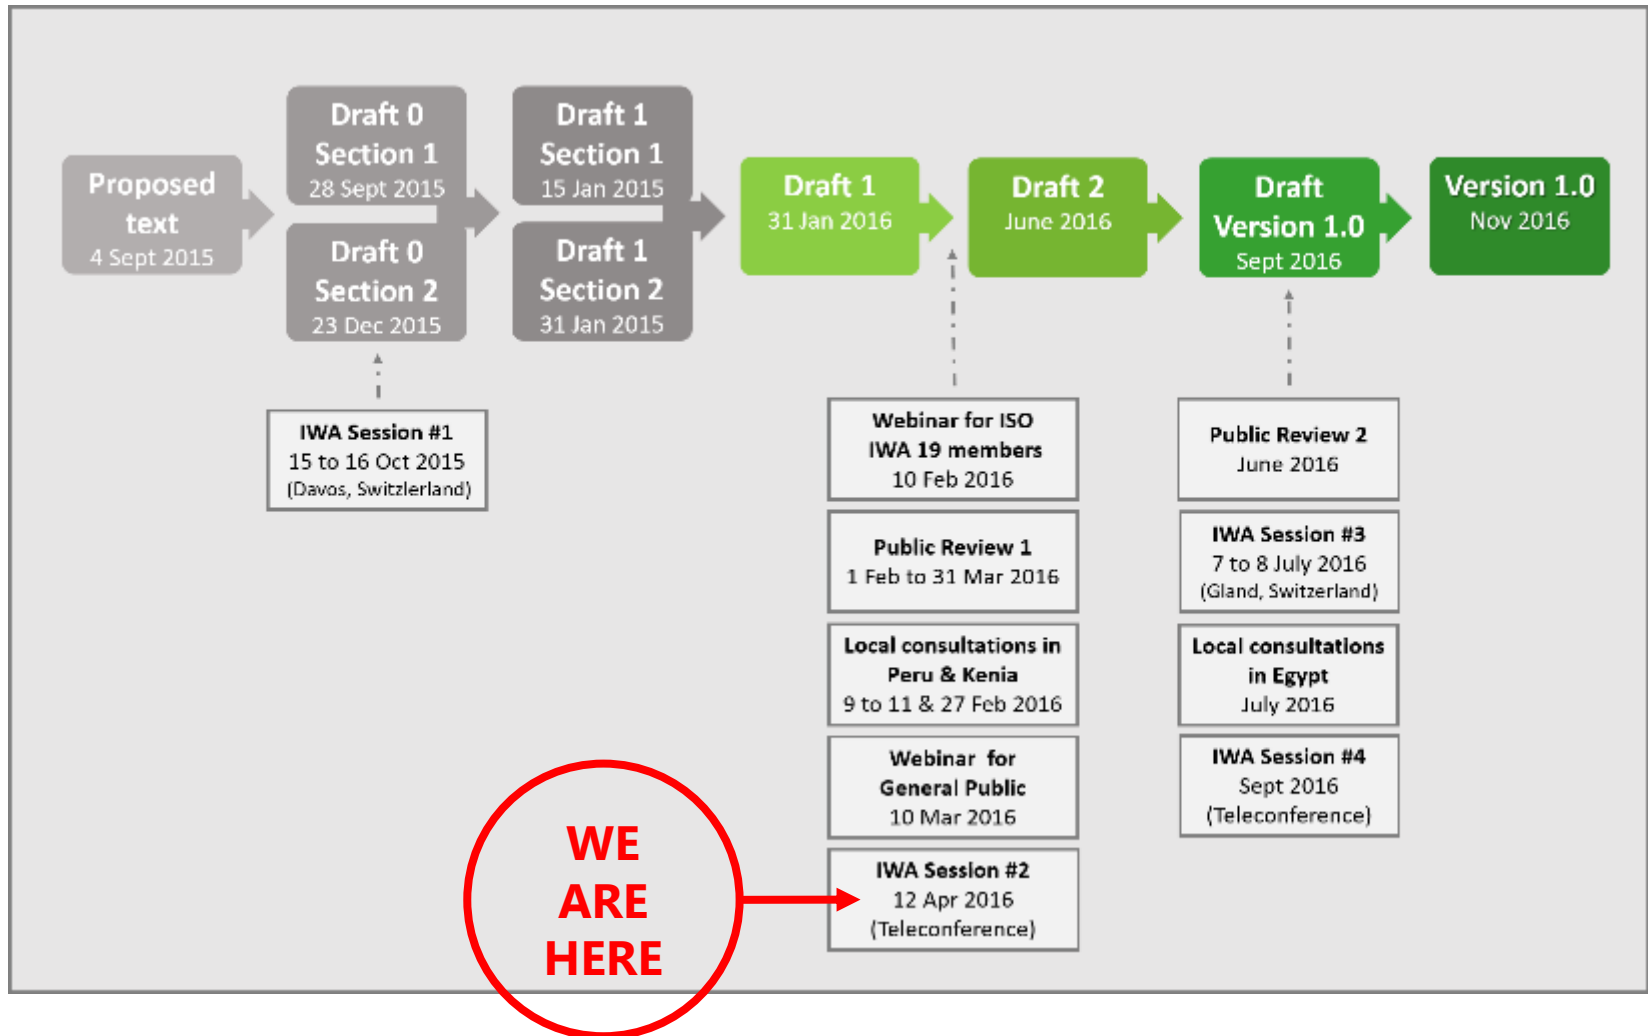 Proposed
text
4 Sept 2015
Draft 0
Section 1
28 Sept 2015
Draft 0
Section 2
23 Dec 2015
Draft 1
Section 1
15 Jan 2015
Draft 1
Section 2
31 Jan 2015
Draft 1
31 Jan 2016
Draft 2
June 2016
Draft
Version 1.0
Sept 2016
Version 1.0
Nov 2016
IWA Session #1
15 to 16 Oct 2015
(Davos, Switzlerland)
Webinar for ISO
IWA 19 members
10 Feb 2016
Public Review 1
1 Feb to 31 Mar 2016
Local consultations in
Peru & Kenia
9 to 11 & 27 Feb 2016
Webinar for
General Public
10 Mar 2016
IWA Session #2
12 Apr 2016
(Teleconference)
Public Review 2
June 2016
IWA Session #3
7 to 8 July 2016
(Gland, Switzerland)
Local consultations
in Egypt
July 2016
IWA Session #4
Sept 2016
(Teleconference)
WE
ARE
HERE